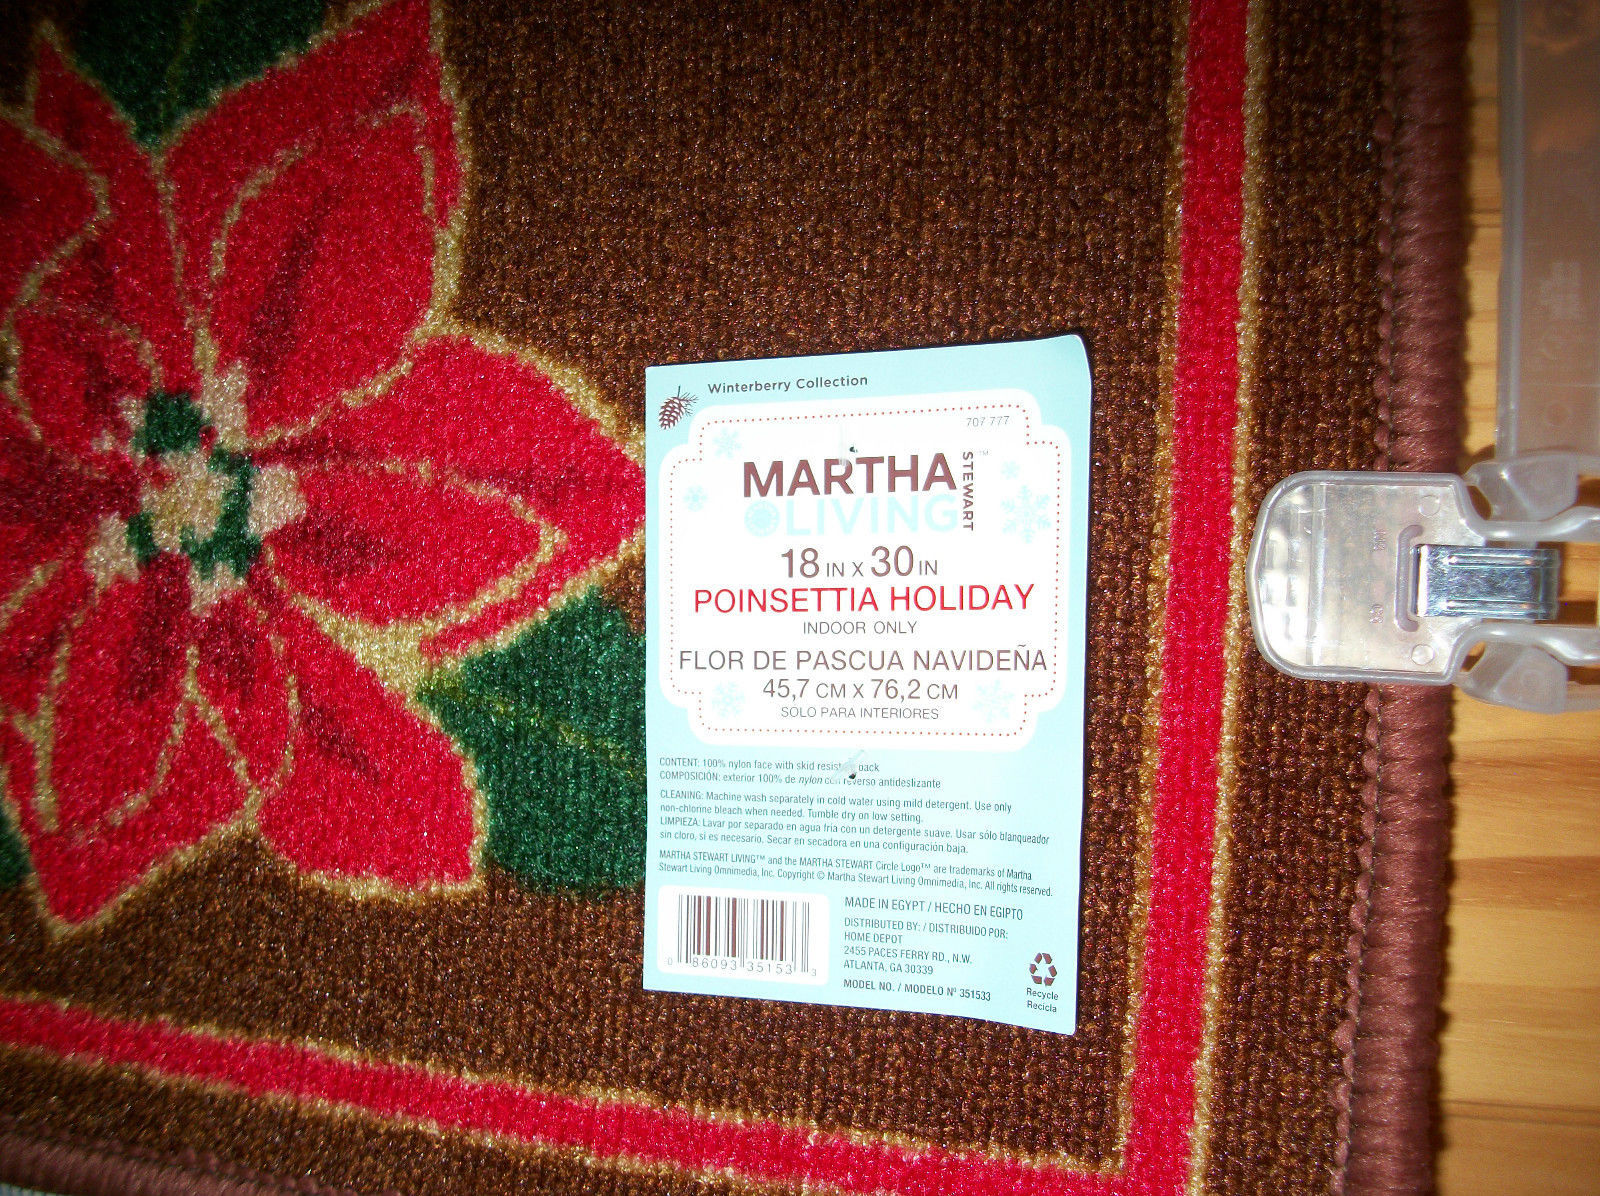 Winterberry Collection
707 777
MARTHA
STEWART™
LIVING
18 IN X 30 IN
POINSETTIA HOLIDAY
INDOOR ONLY
FLOR DE PASCUA NAVIDEÑA
45,7 CM X 76,2 CM
SOLO PARA INTERIORES
CONTENT: 100% nylon face with skid
COMPOSICIÓN: exterior 100% de nylon con reverso antideslizante
CLEANING: Machine wash separately in cold water using mild detergent. Use only
non-chlorine bleach when needed. Tumble dry on low setting.
LIMPIEZA: Lavar por separado en agua fría con un detergente suave. Usar sólo blanqueador
sin cloro, si es necesario. Secar en secadora en una configuración baja.
MARTHA STEWART LIVING™ and the MARTHA STEWART Circle Logo™ are trademarks of Martha
Stewart Living Omnimedia, Inc. Copyright © Martha Stewart Living Omnimedia, Inc. All rights reserved.
0 86093 35153 3
MADE IN EGYPT / HECHO EN EGIPTO
DISTRIBUTED BY: / DISTRIBUIDO POR:
HOME DEPOT
2455 PACES FERRY RD., N.W.
ATLANTA, GA 30339
MODEL NO. / MODELO Nº 351533
Recycle
Recicla